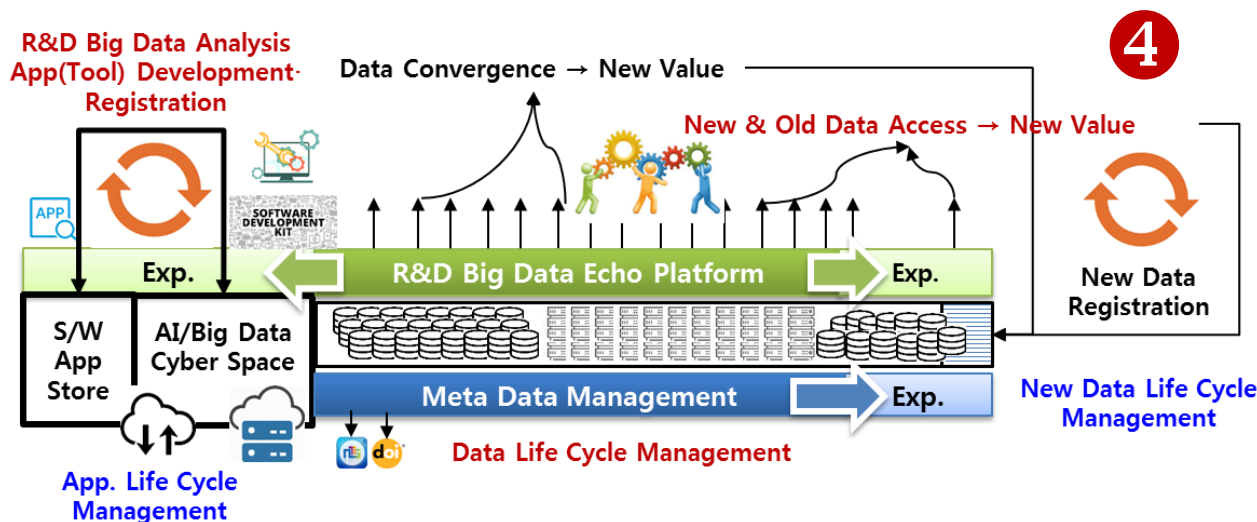 R&D Big Data Analysis
App(Tool) Development·
Registration
Data Convergence → New Value
4
New & Old Data Access → New Value
APP
SOFTWARE
DEVELOPMENT
KIT
Exp.
R&D Big Data Echo Platform
Exp.
New Data
Registration
S/W
App
Store
AI/Big Data
Cyber Space
Meta Data Management
Exp.
New Data Life Cycle
Management
doi
Data Life Cycle Management
App. Life Cycle
Management